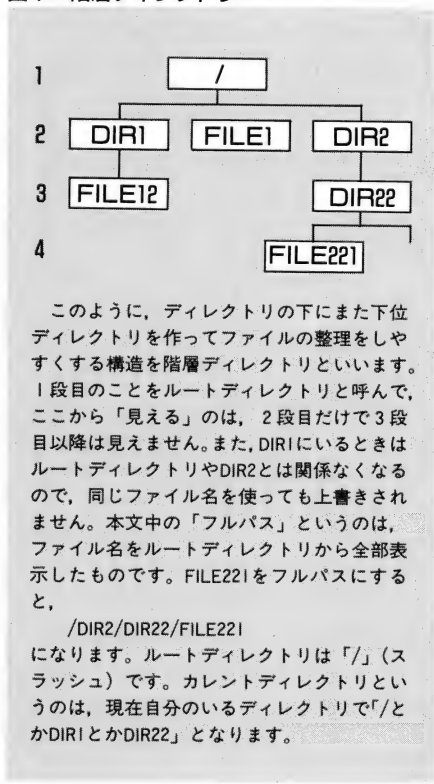 1 /
2 DIR1 FILE1 DIR2
3 FILE12 DIR22
4 FILE221
このように，ディレクトリの下にまた下位
ディレクトリを作ってファイルの整理をしや
すくする構造を階層ディレクトリといいます。
1段目のことをルートディレクトリと呼んで，
ここから「見える」のは，2段目だけで3段
目以降は見えません。また，DIR1にいるときは
ルートディレクトリやDIR2とは関係なくなる
ので，同じファイル名を使っても上書きされ
ません。本文中の「フルパス」というのは，
ファイル名をルートディレクトリから全部表
示したものです。FILE221をフルパスにする
と，
/DIR2/DIR22/FILE221
になります。ルートディレクトリは「/」（ス
ラッシュ）です。カレントディレクトリとい
うのは，現在自分のいるディレクトリで「/と
かDIR1とかDIR22」となります。